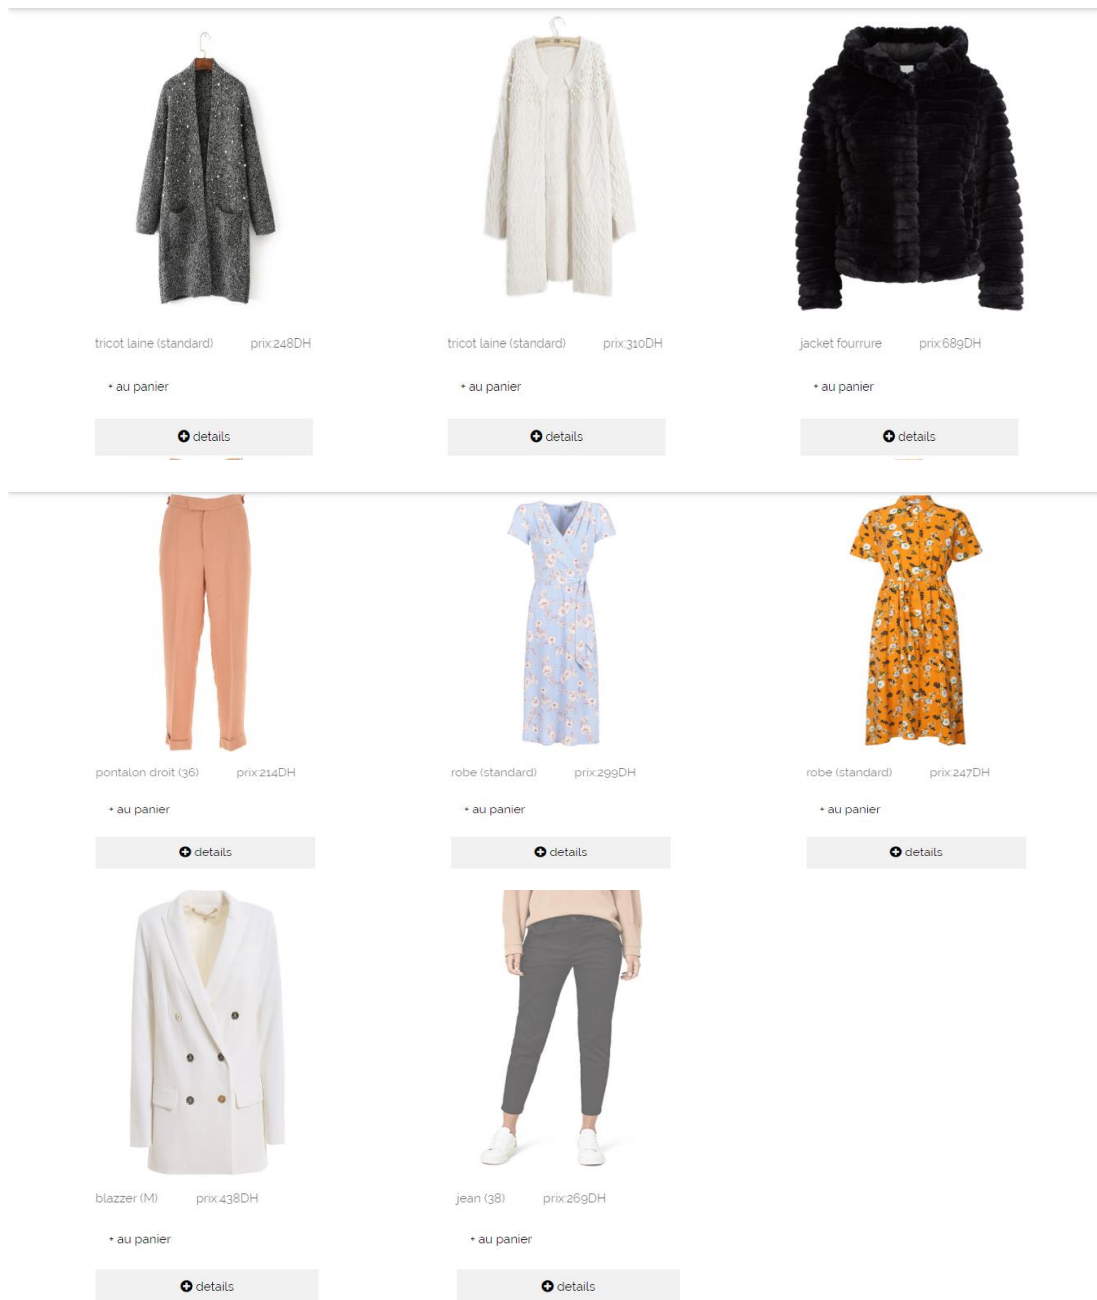 tricot laine (standard) prix:248DH
tricot laine (standard) prix:310DH
jacket fourrure prix:689DH
+ au panier
+ au panier
+ au panier
details
details
details
pontalon droit (36) prix:214DH
robe (standard) prix:299DH
robe (standard) prix:247DH
+ au panier
+ au panier
+ au panier
details
details
details
blazzer (M) prix:438DH
jean (38) prix:269DH
+ au panier
+ au panier
details
details